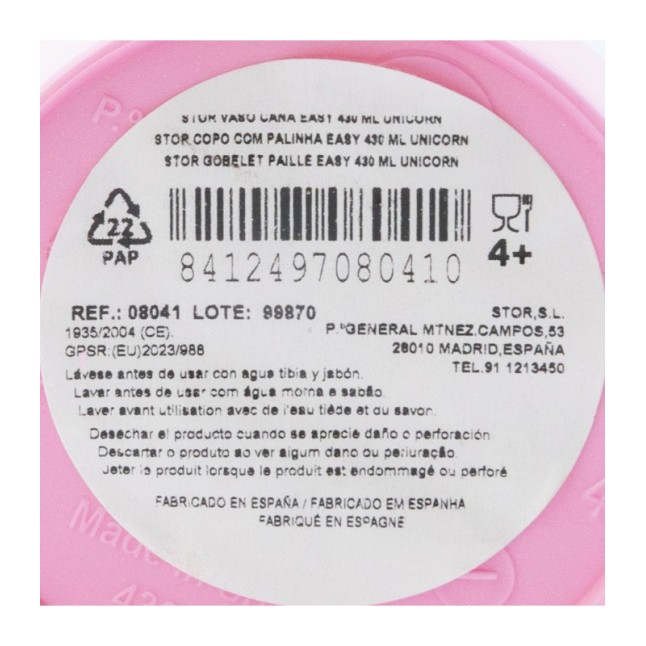 STOR VASO CAÑA EASY 430 ML UNICORN
STOR COPO COM PALINHA EASY 430 ML UNICORN
STOR GOBELET PAILLE EASY 430 ML UNICORN
22
PAP
8412497080410
4+
REF.: 08041 LOTE: 99870
1935/2004 (CE).
GPSR:(EU)2023/988
STOR,S.L.
P.ºGENERAL MTNEZ.CAMPOS,53
28010 MADRID,ESPAÑA
TEL.91 1213450
Lávese antes de usar con agua tibia y jabón.
Lavar antes de usar com água morna e sabão.
Laver avant utilisation avec de l'eau tiède et du savon.
Desechar el producto cuando se aprecie daño o perforación
Descartar o produto ao ver algum dano ou perfuração.
Jeter le produit lorsque le produit est endommagé ou perforé
FABRICADO EN ESPAÑA / FABRICADO EM ESPANHA
FABRIQUÉ EN ESPAGNE
P.º
Made in